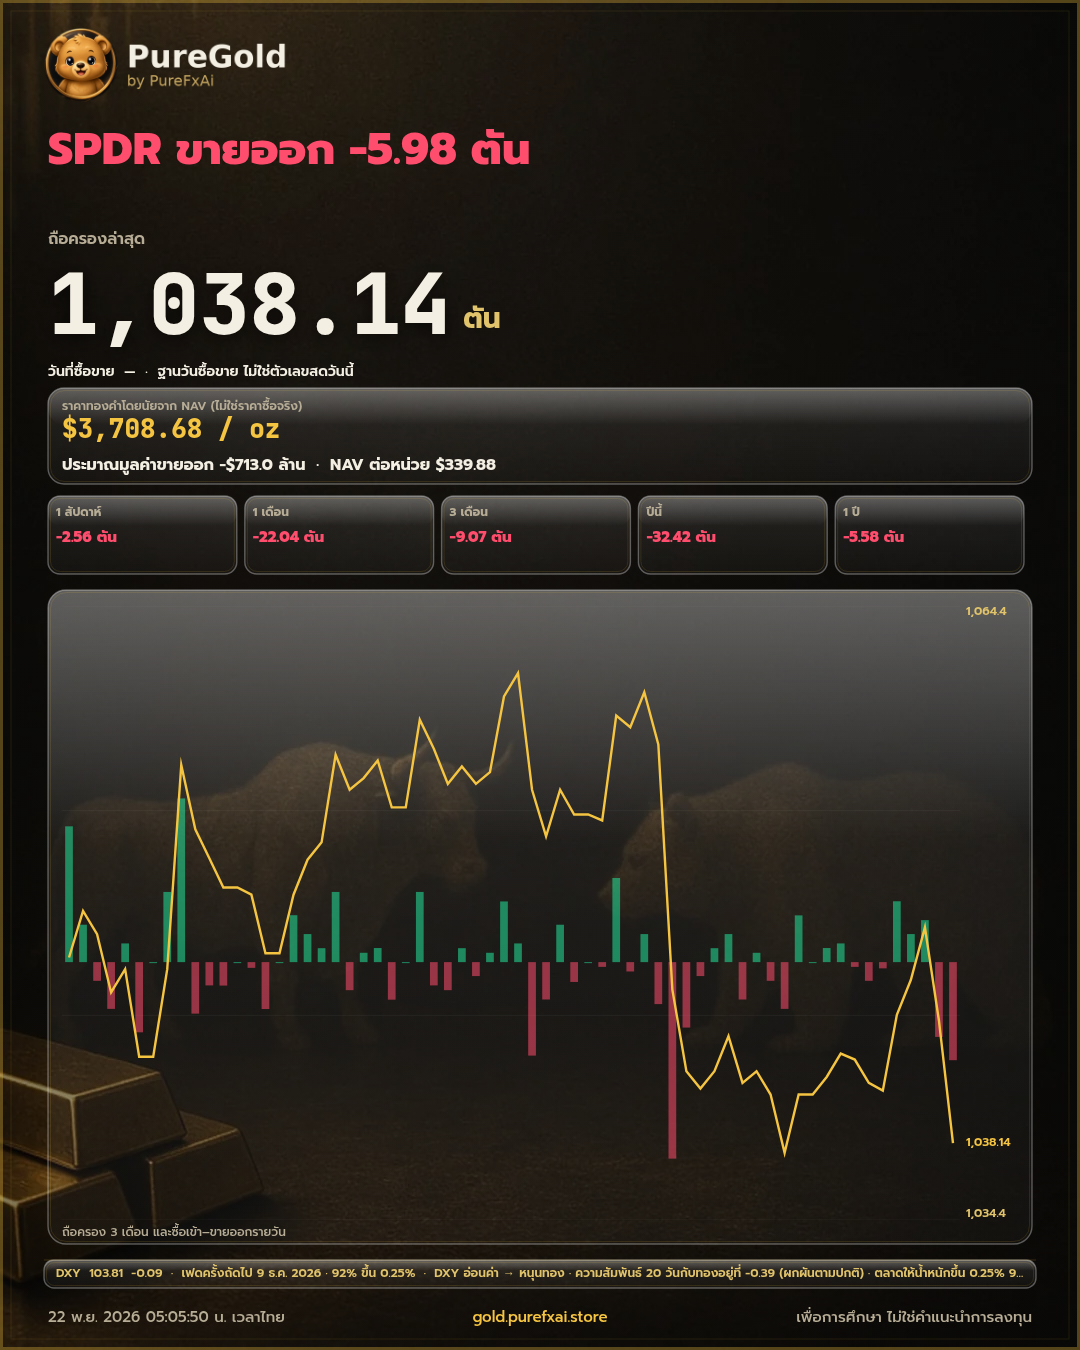 PureGold
by PureFxAi
SPDR ขายออก -5.98 ตัน
ถือครองล่าสุด
1,038.14 ตัน
วันที่ซื้อขาย — · ฐานวันซื้อขาย ไม่ใช่ตัวเลขสดวันนี้
ราคาทองคำโดยนัยจาก NAV (ไม่ใช่ราคาซื้อจริง)
$3,708.68 / oz
ประมาณมูลค่าขายออก -$713.0 ล้าน · NAV ต่อหน่วย $339.88
1 สัปดาห์
-2.56 ตัน
1 เดือน
-22.04 ตัน
3 เดือน
-9.07 ตัน
ปีนี้
-32.42 ตัน
1 ปี
-5.58 ตัน
1,064.4
1,038.14
1,034.4
ถือครอง 3 เดือน และซื้อเข้า–ขายออกรายวัน
DXY 103.81 -0.09 · เฟดครั้งถัดไป 9 ธ.ค. 2026 · 92% ขึ้น 0.25% · DXY อ่อนค่า → หนุนทอง · ความสัมพันธ์ 20 วันกับทองอยู่ที่ -0.39 (ผกผันตามปกติ) · ตลาดให้น้ำหนักขึ้น 0.25% 9...
22 พ.ย. 2026 05:05:50 น. เวลาไทย
gold.purefxai.store
เพื่อการศึกษา ไม่ใช่คำแนะนำการลงทุน